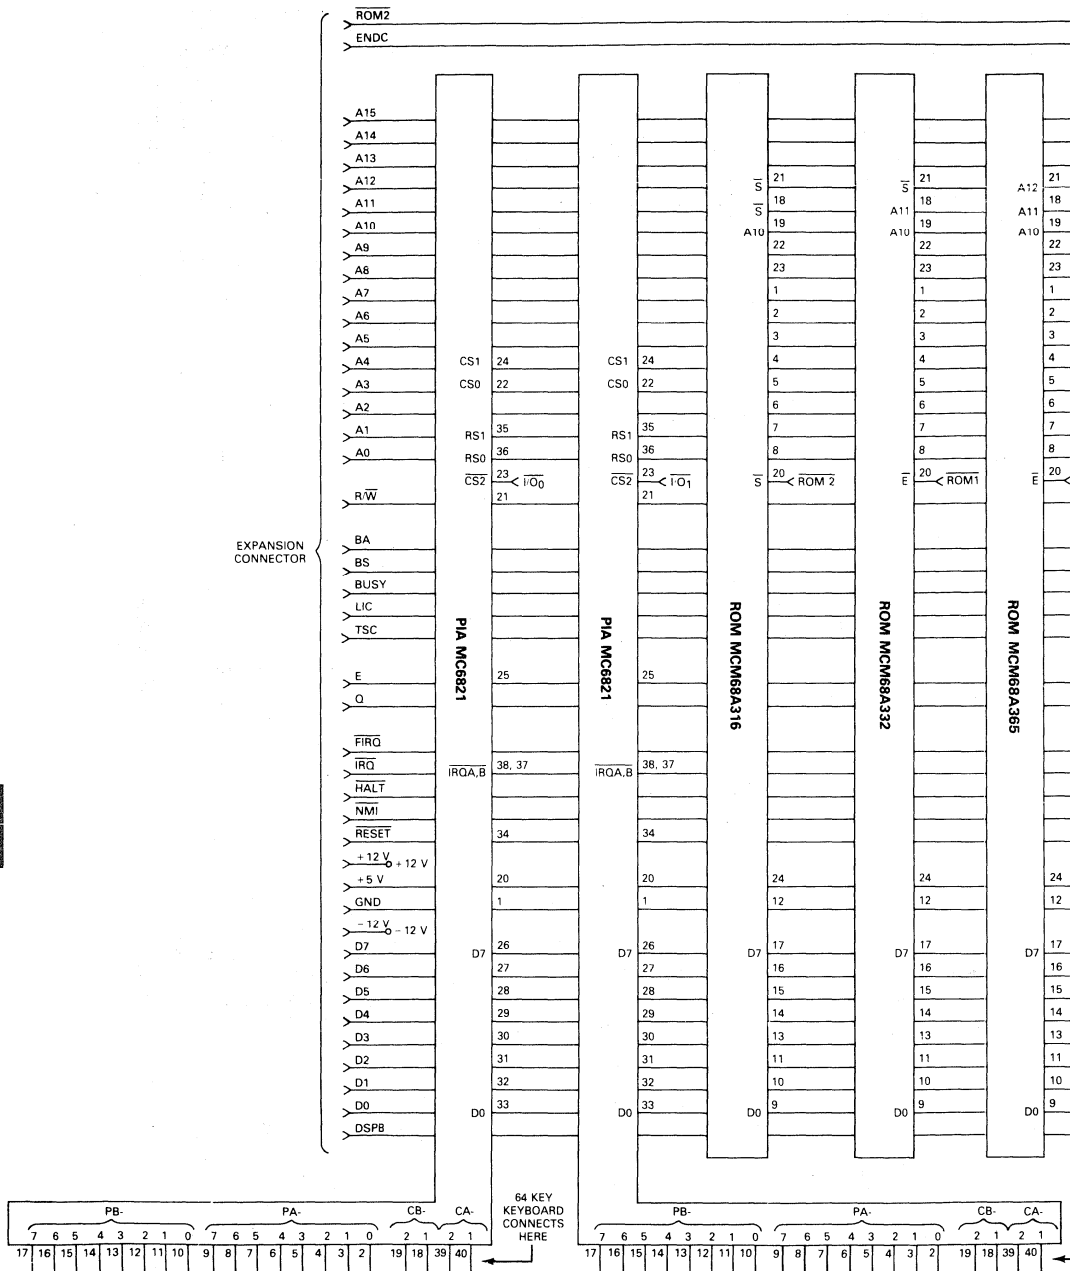 ROM2
ENDC
A15
A14
A13
A12 S 21 S 21 A12 21
A11 S 18 A11 18 A11 18
A10 A10 19 A10 19 A10 19
A9 22 22 22
A8 23 23 23
A7 1 1 1
A6 2 2 2
A5 3 3 3
A4 CS1 24 CS1 24 4 4 4
A3 CS0 22 CS0 22 5 5 5
A2 6 6 6
A1 RS1 35 RS1 35 7 7 7
A0 RS0 36 RS0 36 8 8 8
CS2 23 I/O0 CS2 23 I/O1 S 20 ROM 2 E 20 ROM1 E 20
R/W 21 21
EXPANSION
CONNECTOR
BA
BS
BUSY
LIC
TSC
PIA MC6821
PIA MC6821
ROM MCM68A316
ROM MCM68A332
ROM MCM68A365
E 25 25
Q
FIRQ
IRQ IRQA,B 38, 37 IRQA,B 38, 37
HALT
NMI
RESET 34 34
+12 V +12 V
+5 V 20 20 24 24 24
GND 1 1 12 12 12
-12 V -12 V
D7 D7 26 D7 26 D7 17 D7 17 D7 17
D6 27 27 16 16 16
D5 28 28 15 15 15
D4 29 29 14 14 14
D3 30 30 13 13 13
D2 31 31 11 11 11
D1 32 32 10 10 10
D0 D0 33 D0 33 D0 9 D0 9 D0 9
DSPB
64 KEY
KEYBOARD
CONNECTS
HERE
PB- PA- CB- CA- PB- PA- CB- CA-
7 6 5 4 3 2 1 0 7 6 5 4 3 2 1 0 2 1 2 1 7 6 5 4 3 2 1 0 7 6 5 4 3 2 1 0 2 1 2 1
17 16 15 14 13 12 11 10 9 8 7 6 5 4 3 2 19 18 39 40 17 16 15 14 13 12 11 10 9 8 7 6 5 4 3 2 19 18 39 40